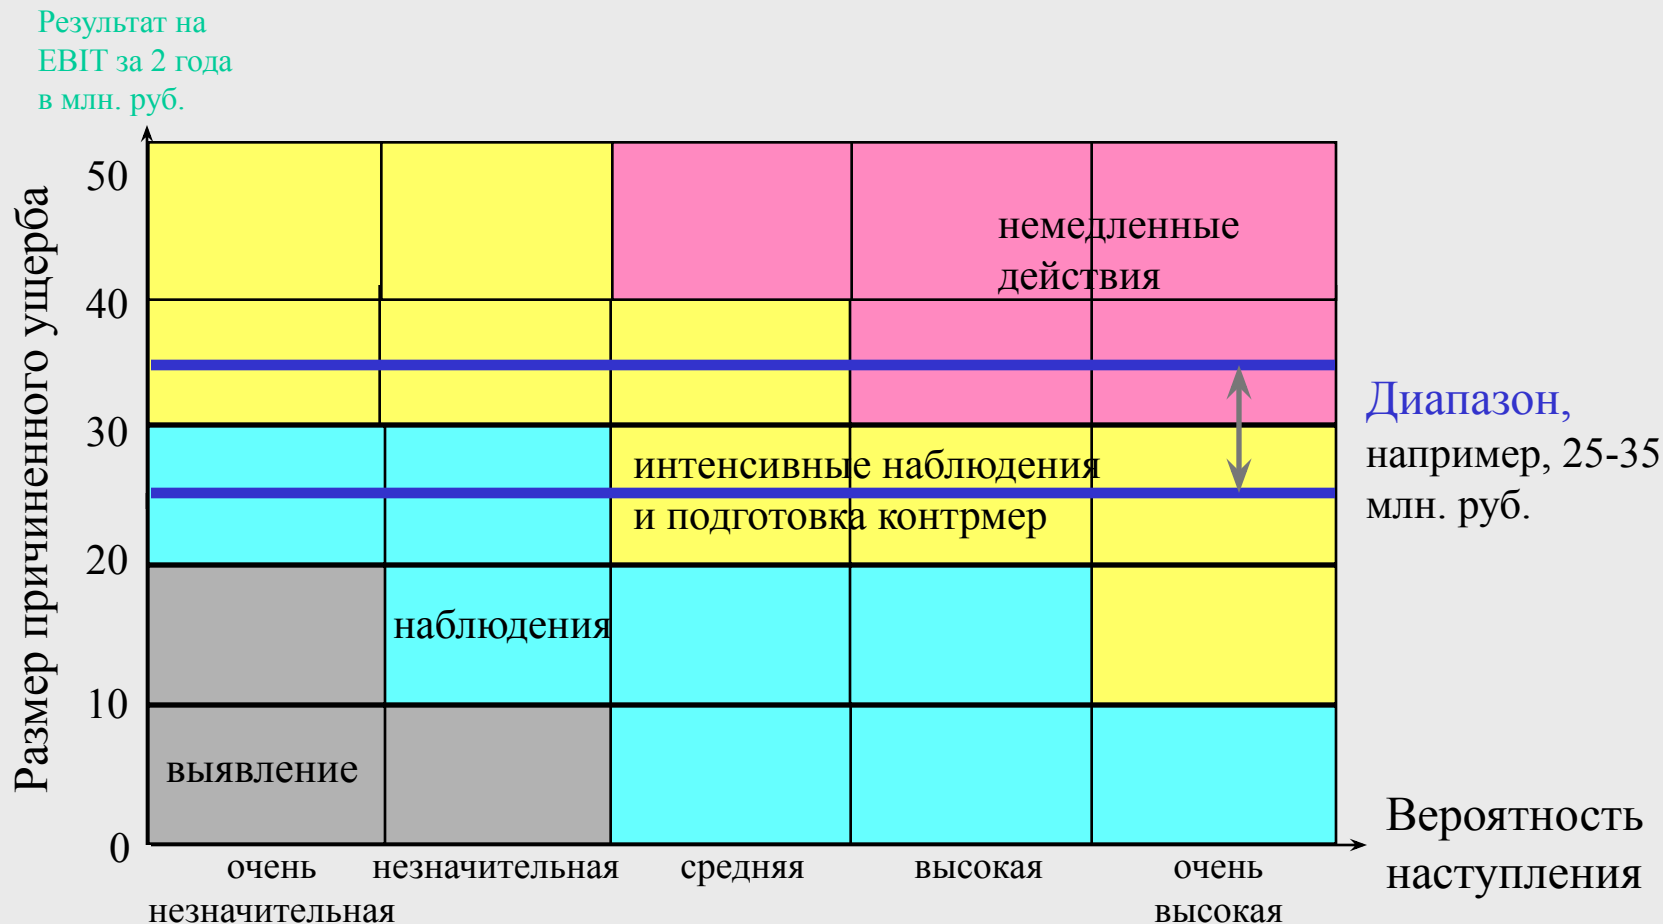 Результат на
EBIT за 2 года
в млн. руб.
Размер причиненного ущерба
50
40
30
20
10
0
немедленные
действия
интенсивные наблюдения
и подготовка контрмер
наблюдения
выявление
Диапазон,
например, 25-35
млн. руб.
очень
незначительная
незначительная
средняя
высокая
очень
высокая
Вероятность
наступления